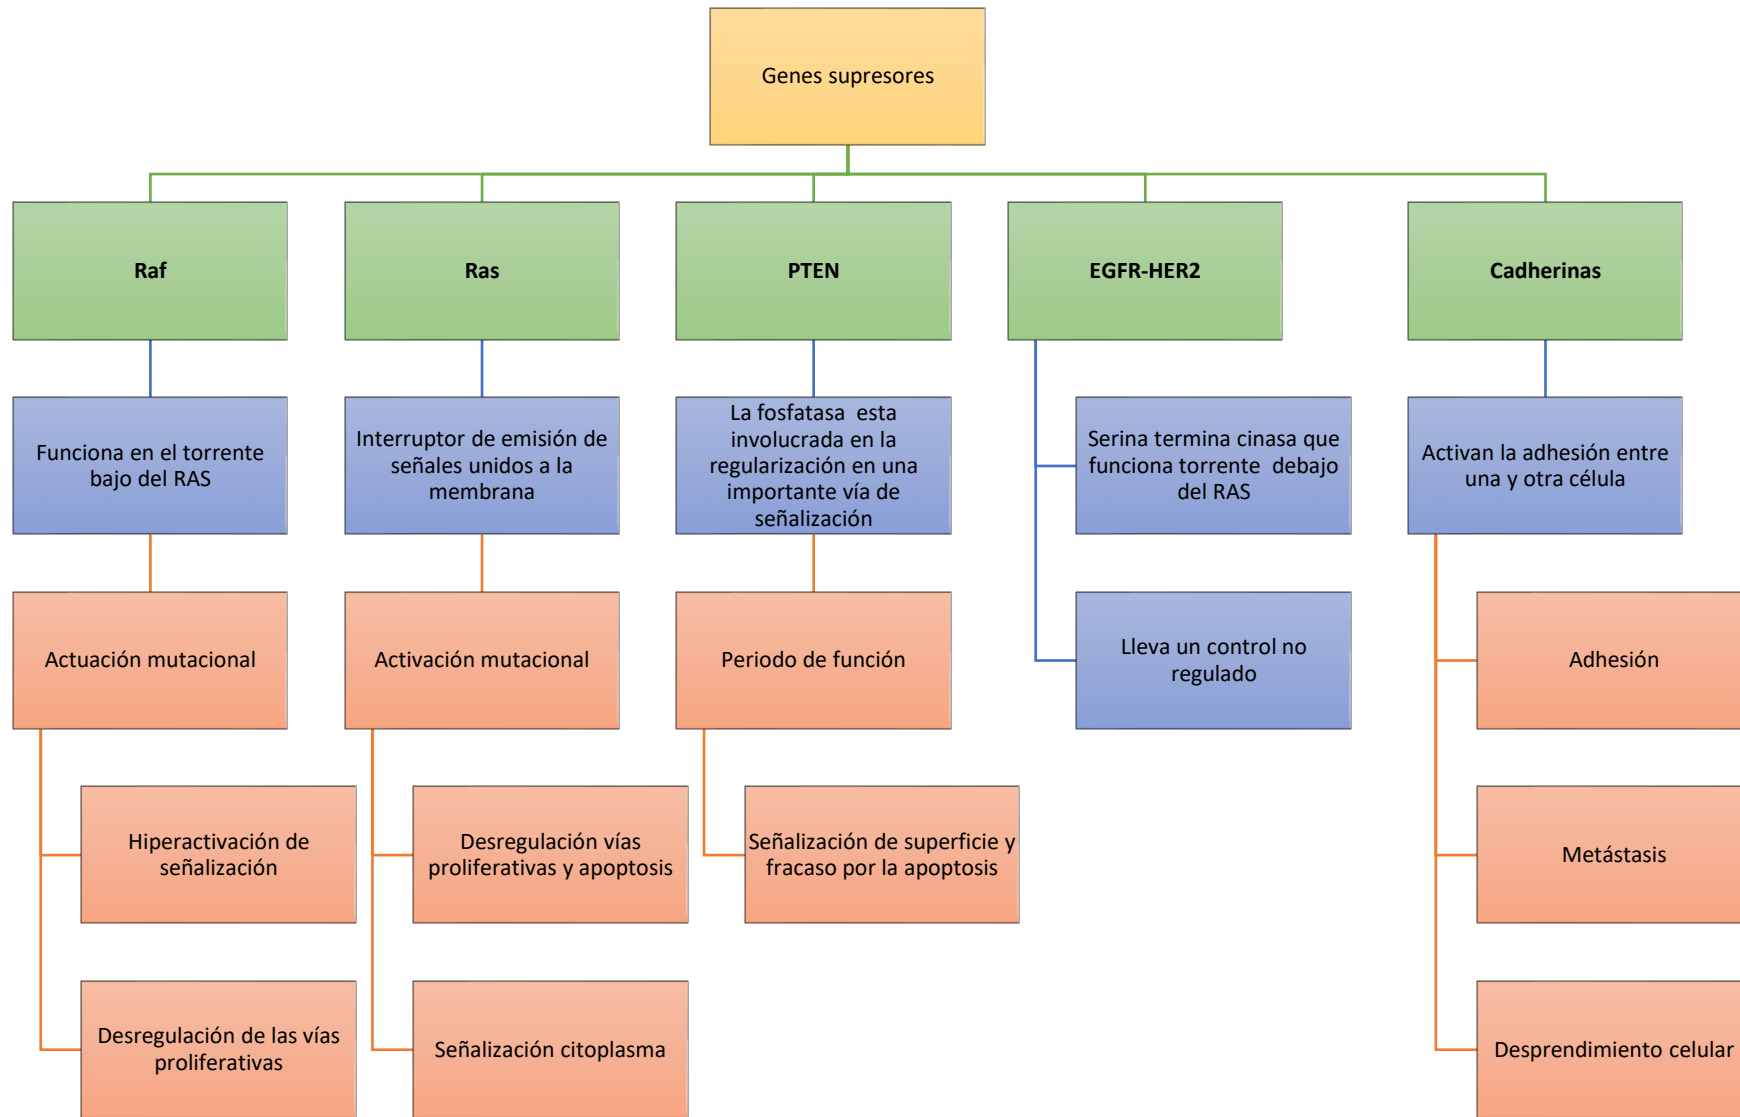 Genes supresores
Raf
Ras
PTEN
EGFR-HER2
Cadherinas
Funciona en el torrente
bajo del RAS
Interruptor de emisión de
señales unidos a la
membrana
La fosfatasa  esta
involucrada en la
regularización en una
importante vía de
señalización
Serina termina cinasa que
funciona torrente  debajo
del RAS
Activan la adhesión entre
una y otra célula
Actuación mutacional
Activación mutacional
Periodo de función
Lleva un control no
regulado
Adhesión
Hiperactivación de
señalización
Desregulación vías
proliferativas y apoptosis
Señalización de superficie y
fracaso por la apoptosis
Metástasis
Desregulación de las vías
proliferativas
Señalización citoplasma
Desprendimiento celular